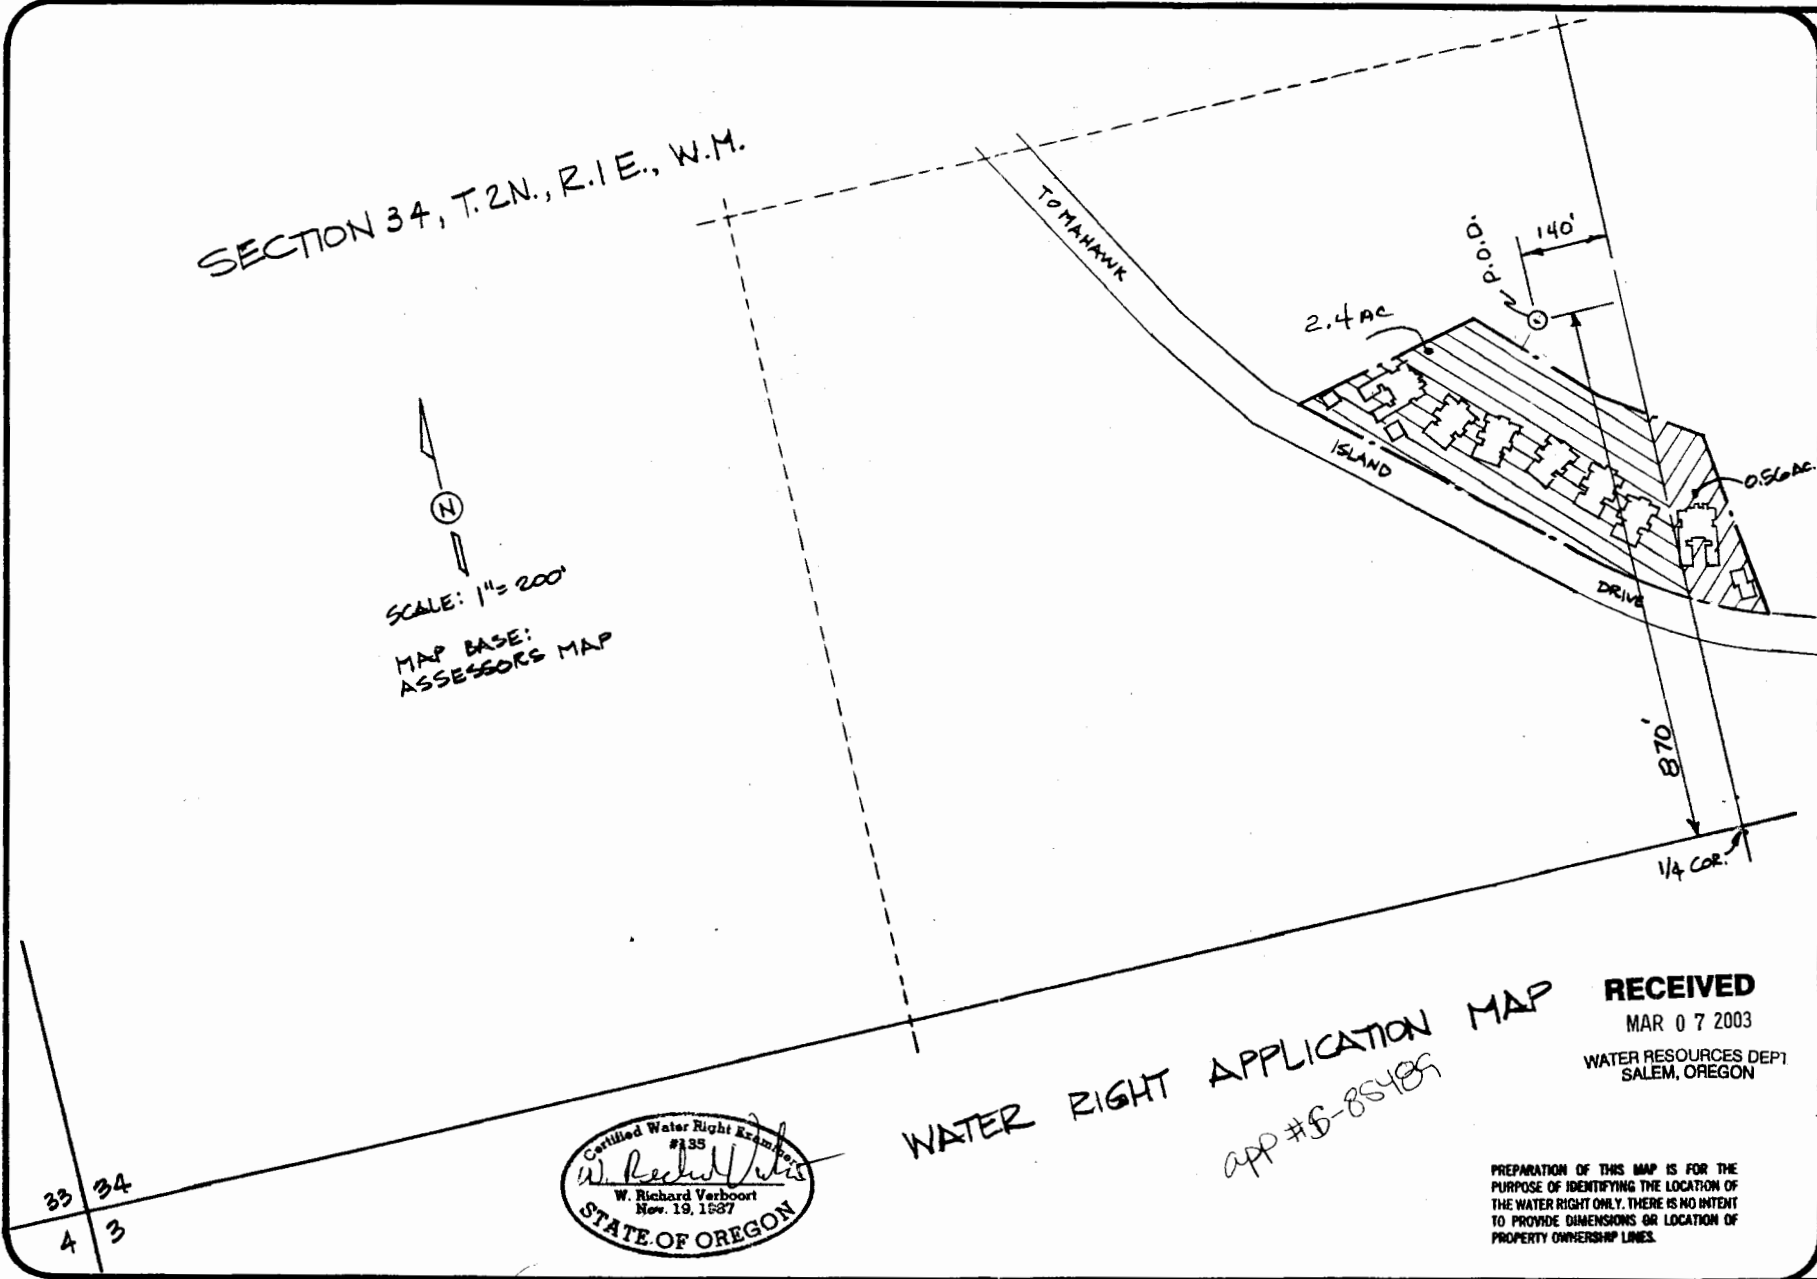 SECTION 34, T.2N., R.1E., W.M.
TOMAHAWK
ISLAND
DRIVE
140'
P.O.D.
2.4 AC
0.56 AC.
870'
1/4 COR.
N
SCALE: 1"= 200'
MAP BASE:
ASSESSORS MAP
33 34
4 3
Certified Water Right Examiner
#135
W. Richard Verboort
Nov. 19, 1987
STATE OF OREGON
WATER RIGHT APPLICATION MAP
app #S-85489
RECEIVED
MAR 07 2003
WATER RESOURCES DEPT
SALEM, OREGON
PREPARATION OF THIS MAP IS FOR THE
PURPOSE OF IDENTIFYING THE LOCATION OF
THE WATER RIGHT ONLY. THERE IS NO INTENT
TO PROVIDE DIMENSIONS OR LOCATION OF
PROPERTY OWNERSHIP LINES.